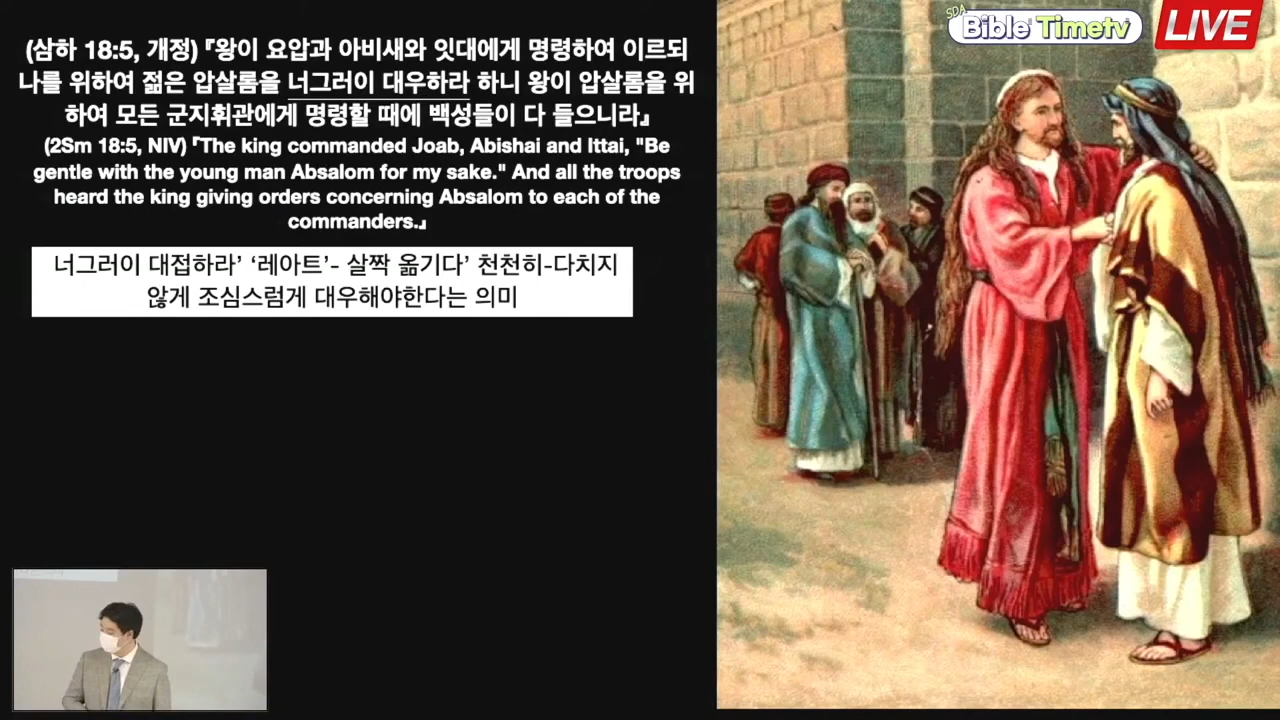 (삼하 18:5, 개정) 『왕이 요압과 아비새와 잇대에게 명령하여 이르되
나를 위하여 젊은 압살롬을 너그러이 대우하라 하니 왕이 압살롬을 위
하여 모든 군지휘관에게 명령할 때에 백성들이 다 들으니라』
(2Sm 18:5, NIV) 『The king commanded Joab, Abishai and Ittai, "Be
gentle with the young man Absalom for my sake." And all the troops
heard the king giving orders concerning Absalom to each of the
commanders.』
너그러이 대접하라’ ‘레아트’- 살짝 옮기다’ 천천히-다치지
않게 조심스럼게 대우해야한다는 의미
SDA
Bible Timetv
LIVE